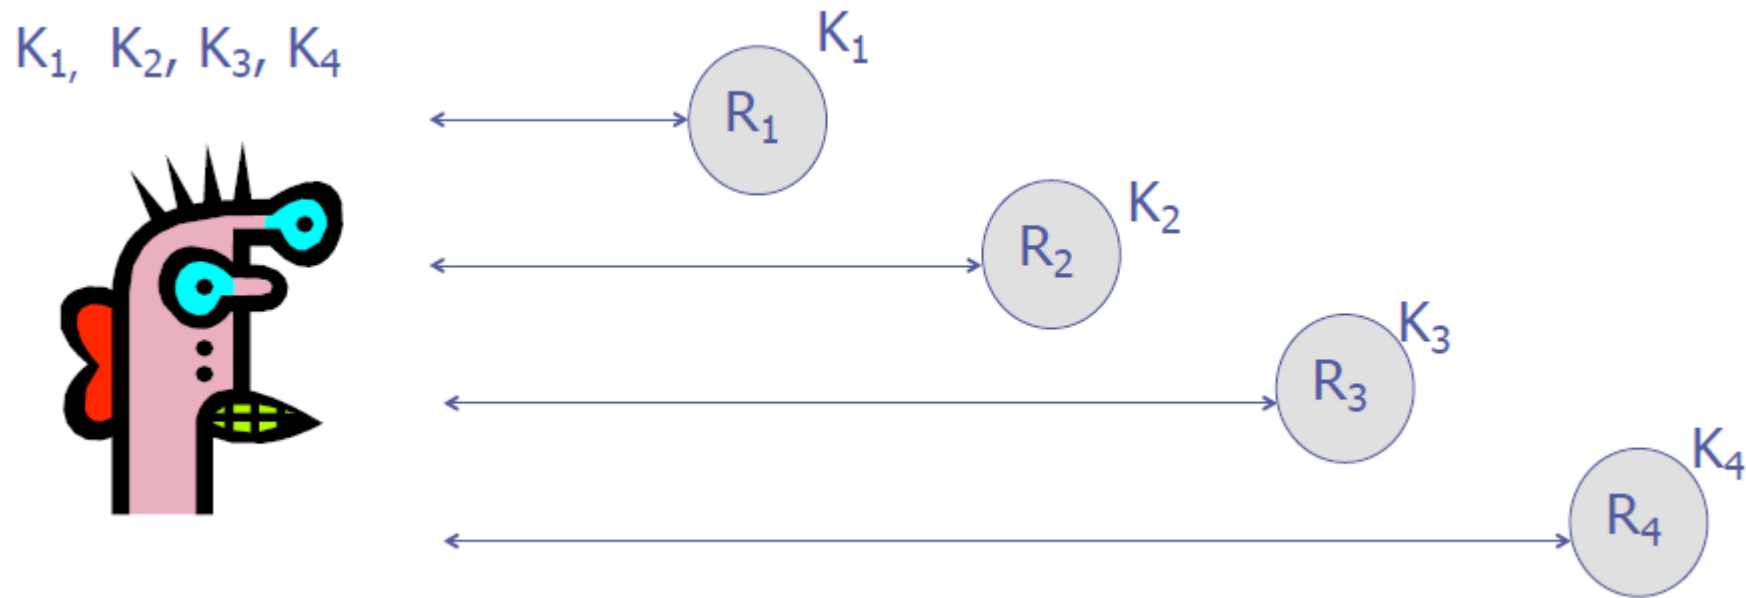 K₁, K₂, K₃, K₄
K₁
R₁
K₂
R₂
K₃
R₃
K₄
R₄